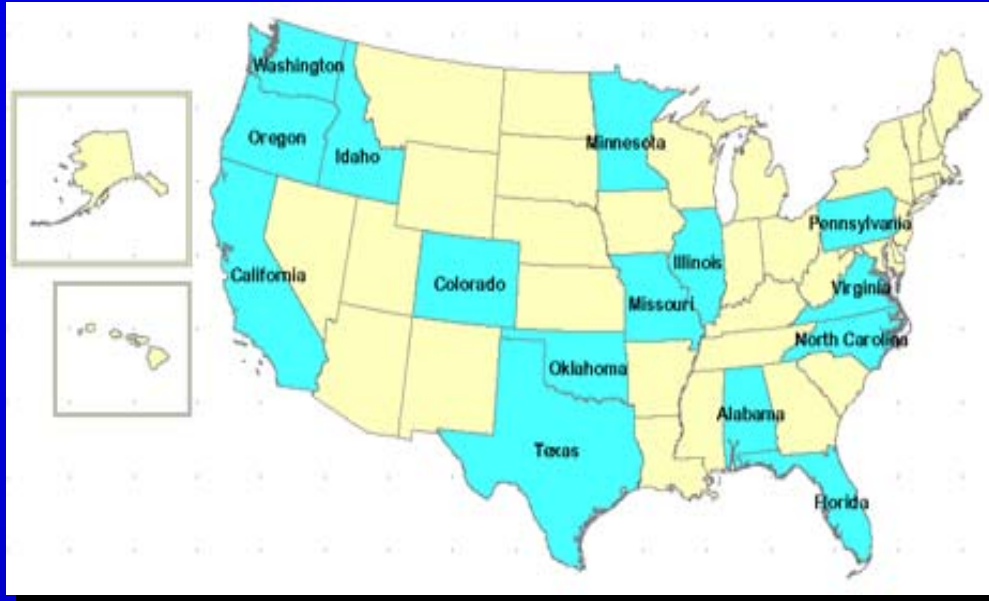 Washington
Minnesota
Oregon
Idaho
Pennsylvania
Illinois
California
Colorado
Virginia
Missouri
North Carolina
Oklahoma
Alabama
Texas
Florida